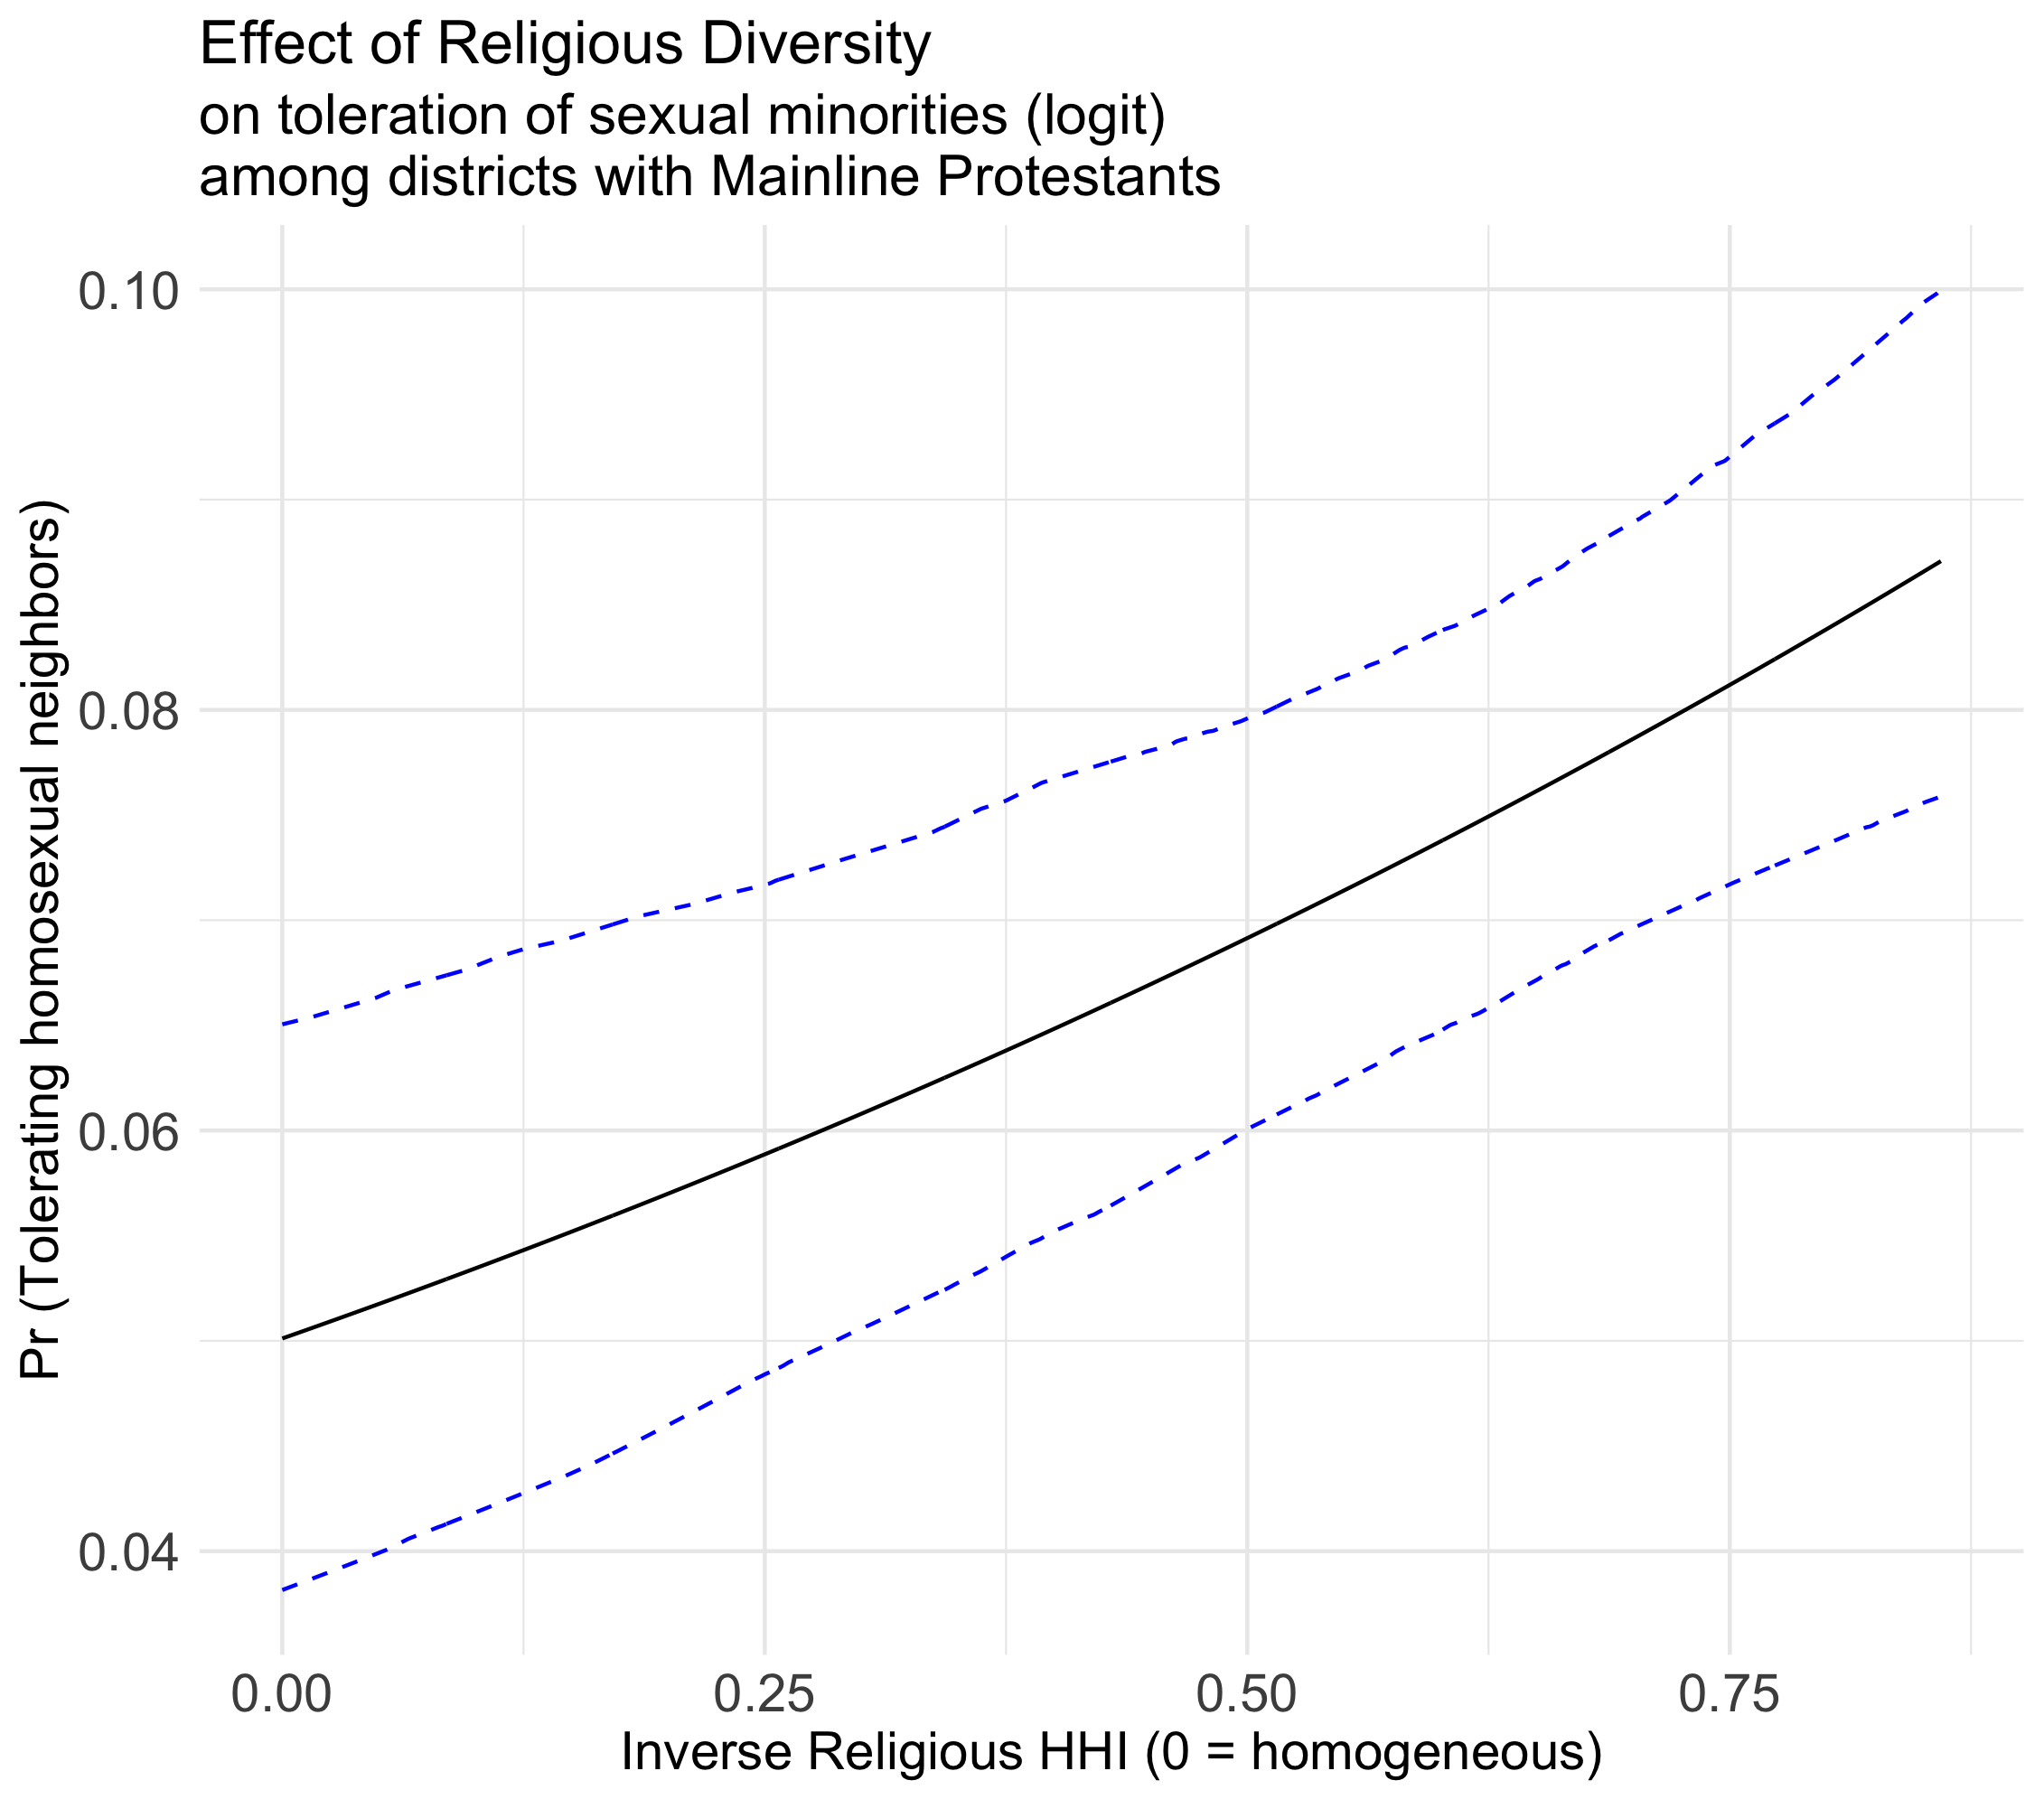 Effect of Religious Diversity
on toleration of sexual minorities (logit)
among districts with Mainline Protestants
Pr (Tolerating homosexual neighbors)
0.10
0.08
0.06
0.04
0.00
0.25
0.50
0.75
Inverse Religious HHI (0 = homogeneous)